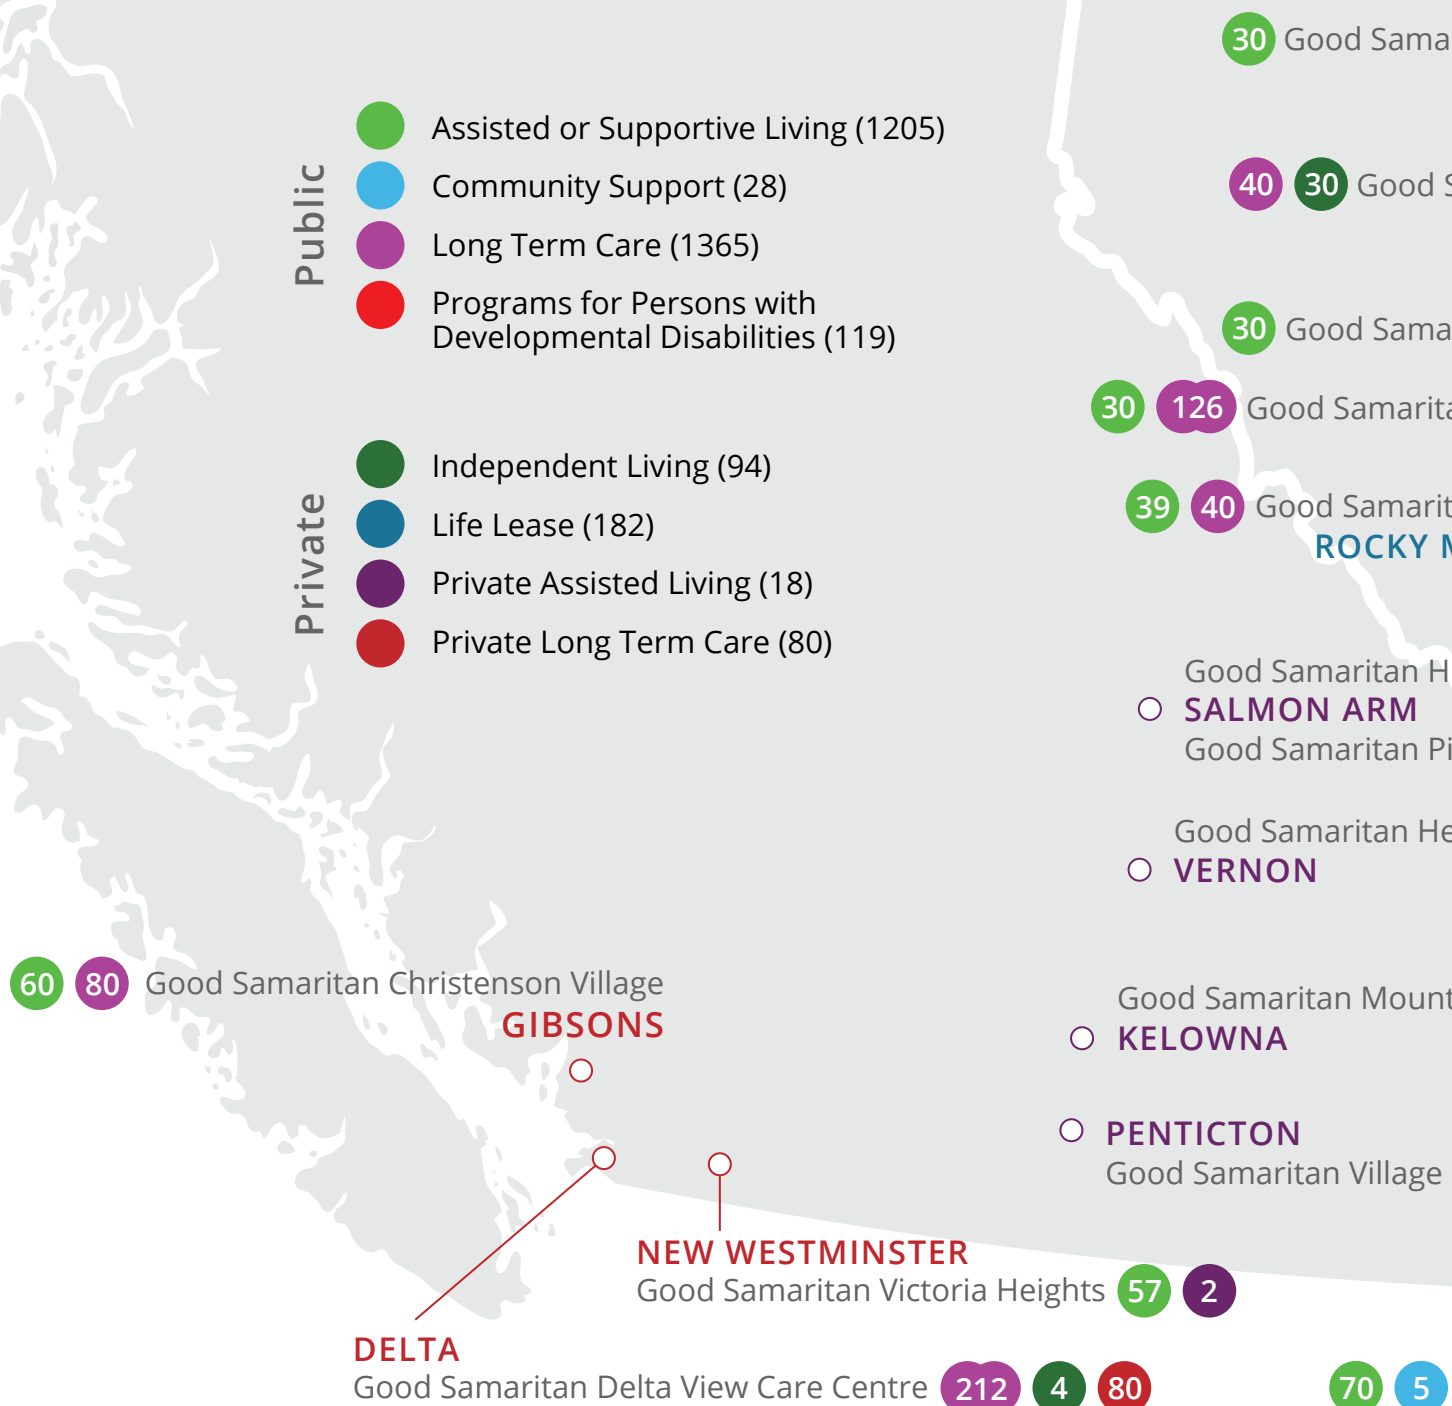 Public
Assisted or Supportive Living (1205)
Community Support (28)
Long Term Care (1365)
Programs for Persons with
Developmental Disabilities (119)
Private
Independent Living (94)
Life Lease (182)
Private Assisted Living (18)
Private Long Term Care (80)
30 Good Sama
40 30 Good S
30 Good Sama
30 126 Good Samarita
39 40 Good Samarit
ROCKY M
Good Samaritan H
SALMON ARM
Good Samaritan Pi
Good Samaritan He
VERNON
60 80 Good Samaritan Christenson Village
GIBSONS
Good Samaritan Mount
KELOWNA
PENTICTON
Good Samaritan Village
NEW WESTMINSTER
Good Samaritan Victoria Heights 57 2
DELTA
Good Samaritan Delta View Care Centre 212 4 80
70 5